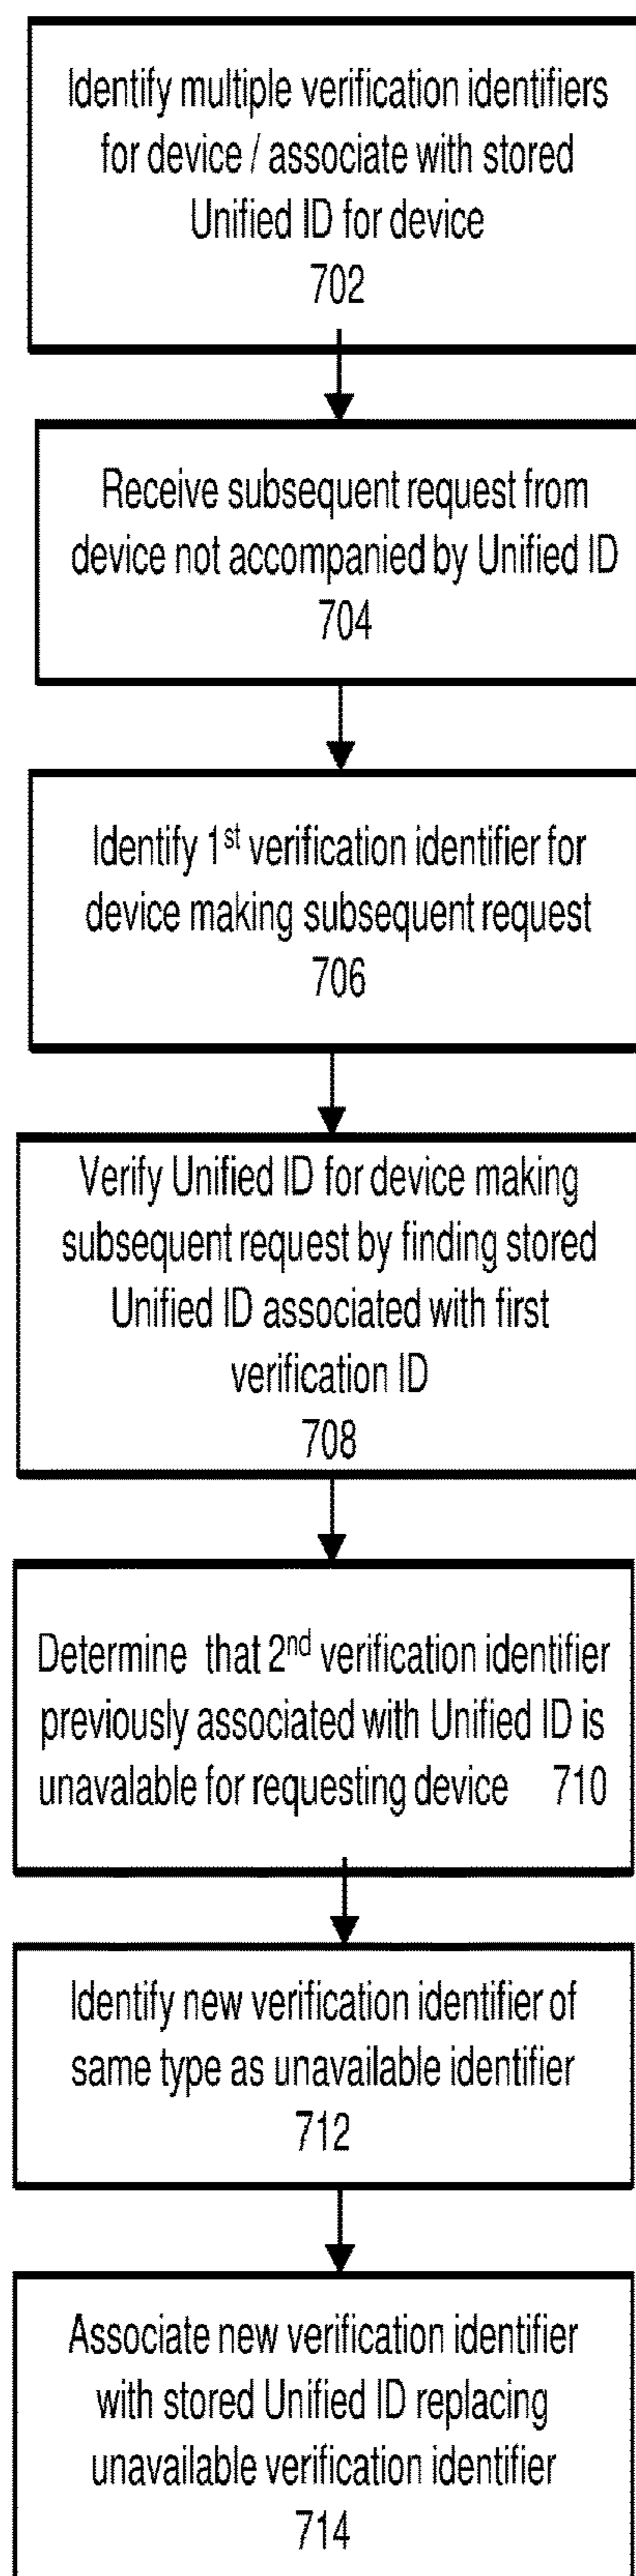 Identify multiple verification identifiers
for device / associate with stored
Unified ID for device
702
Receive subsequent request from
device not accompanied by Unified ID
704
Identify 1st verification identifier for
device making subsequent request
706
Verify Unified ID for device making
subsequent request by finding stored
Unified ID associated with first
verification ID
708
Determine that 2nd verification identifier
previously associated with Unified ID is
unavalable for requesting device 710
Identify new verification identifier of
same type as unavailable identifier
712
Associate new verification identifier
with stored Unified ID replacing
unavailable verification identifier
714